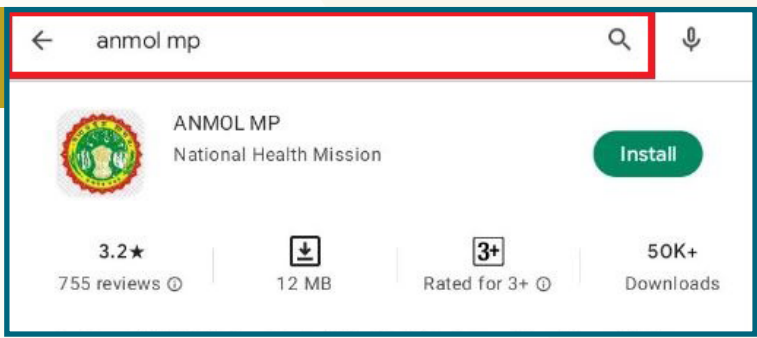 anmol mp
ANMOL MP
National Health Mission
Install
3.2★
755 reviews
12 MB
3+
Rated for 3+
50K+
Downloads